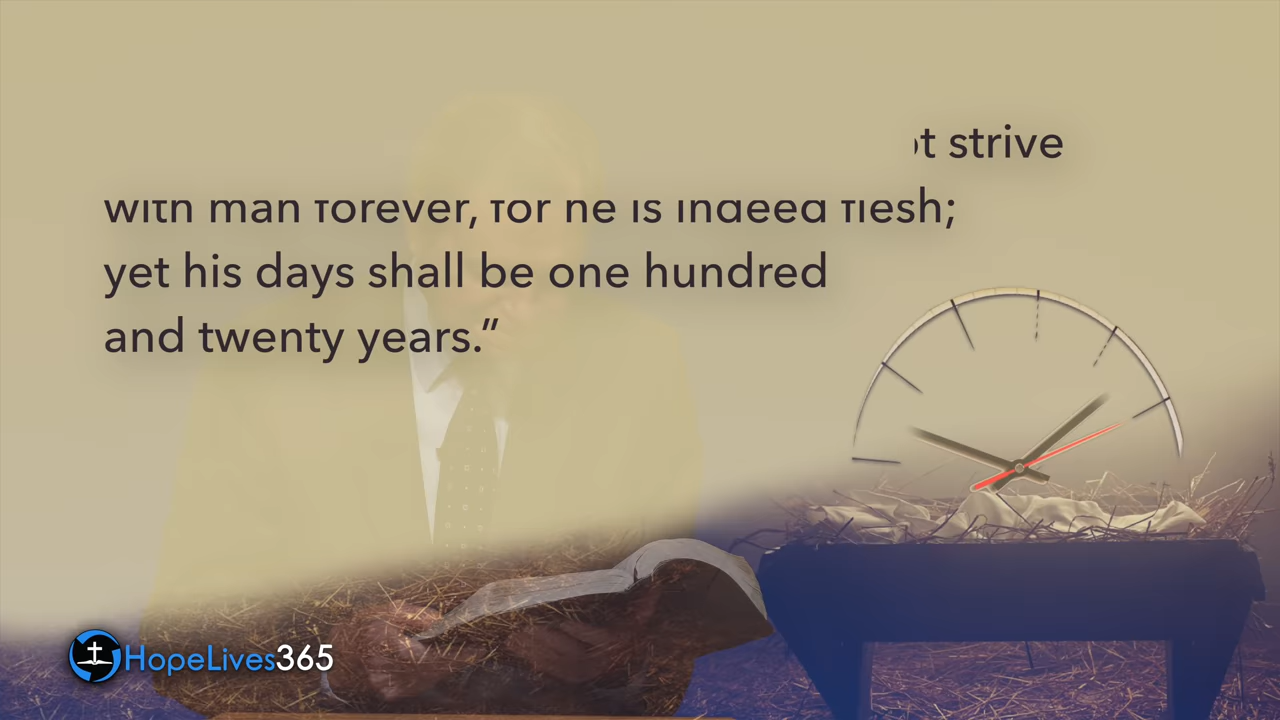 strive
with man forever, for he is indeed flesh;
yet his days shall be one hundred
and twenty years.”
HopeLives365